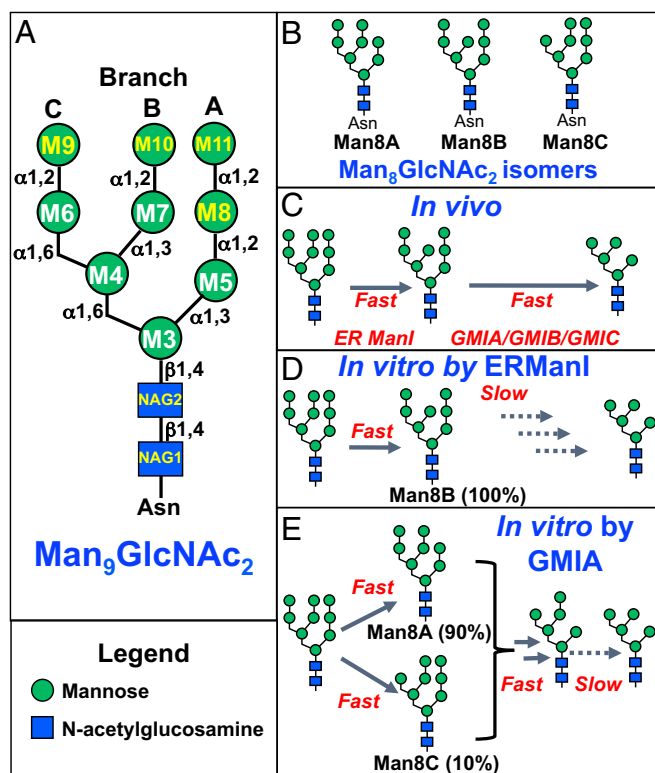 A
Branch
C B A
M9 M10 M11
α1,2 α1,2 α1,2
M6 M7 M8
α1,6 α1,3 α1,2
M4 M5
α1,6 α1,3
M3
β1,4
NAG2
β1,4
NAG1
Asn
Man9GlcNAc2
Legend
Mannose
N-acetylglucosamine
B
Asn Asn Asn
Man8A Man8B Man8C
Man8GlcNAc2 isomers
C In vivo
Fast Fast
ER ManI GMIA/GMIB/GMIC
D In vitro by ERManI
Slow
Fast
Man8B (100%)
E In vitro by
GMIA
Fast
Man8A (90%)
Fast
Fast Slow
Man8C (10%)